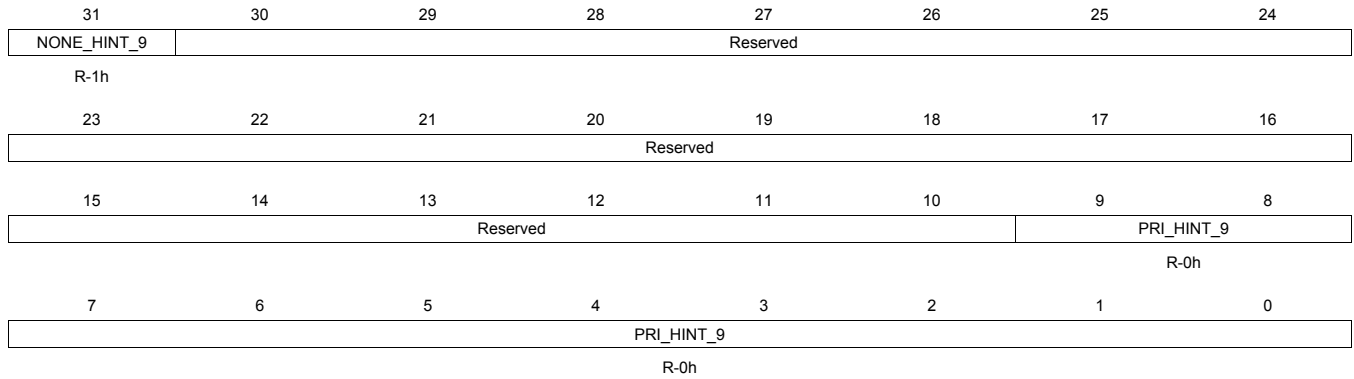 31 30 29 28 27 26 25 24
NONE_HINT_9 Reserved
R-1h
23 22 21 20 19 18 17 16
Reserved
15 14 13 12 11 10 9 8
Reserved PRI_HINT_9
R-0h
7 6 5 4 3 2 1 0
PRI_HINT_9
R-0h